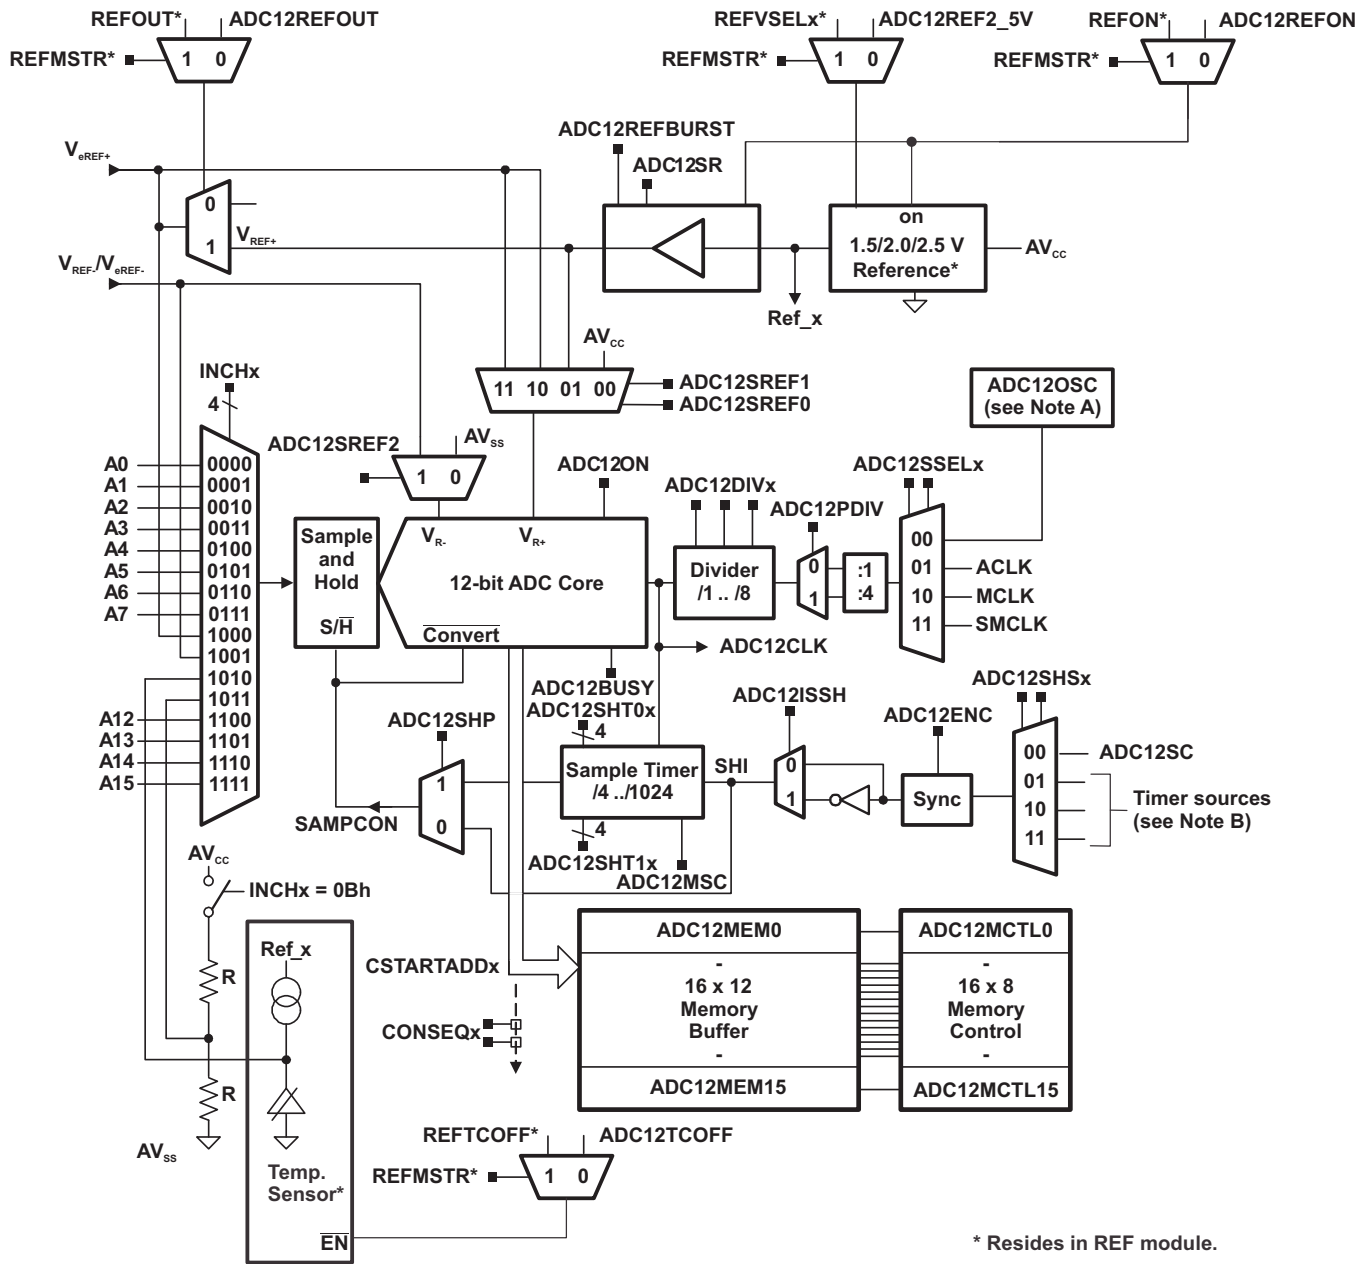 REFOUT* ADC12REFOUT
REFMSTR* 1 0
REFVSELx* ADC12REF2_5V
REFMSTR* 1 0
REFON* ADC12REFON
REFMSTR* 1 0
VeREF+
ADC12REFBURST
ADC12SR
0
1
VREF+
on
1.5/2.0/2.5 V
Reference*
AVCC
VREF-/VeREF-
Ref_x
AVCC
11 10 01 00
ADC12SREF1
ADC12SREF0
INCHx
4
ADC12SREF2
AVSS
1 0
ADC12ON
ADC12OSC
(see Note A)
ADC12DIVx
ADC12PDIV
ADC12SSELx
A0 0000
A1 0001
A2 0010
A3 0011
A4 0100
A5 0101
A6 0110
A7 0111
1000
1001
1010
1011
A12 1100
A13 1101
A14 1110
A15 1111
Sample
and
Hold
S/H
VR-
VR+
12-bit ADC Core
Convert
Divider
/1 .. /8
0
1
:1
:4
00
01 ACLK
10 MCLK
11 SMCLK
ADC12CLK
ADC12BUSY
ADC12SHT0x
4
ADC12SHP
1
0
SAMPCON
Sample Timer
/4 ../1024
SHI
4
ADC12SHT1x
ADC12MSC
ADC12ISSH
0
1
ADC12ENC
Sync
ADC12SHSx
00 ADC12SC
01
10
11
Timer sources
(see Note B)
AVCC
INCHx = 0Bh
R
R
AVSS
Ref_x
Temp.
Sensor*
EN
CSTARTADDx
CONSEQx
ADC12MEM0
-
16 x 12
Memory
Buffer
-
ADC12MEM15
ADC12MCTL0
-
16 x 8
Memory
Control
-
ADC12MCTL15
REFTCOFF* ADC12TCOFF
REFMSTR* 1 0
* Resides in REF module.